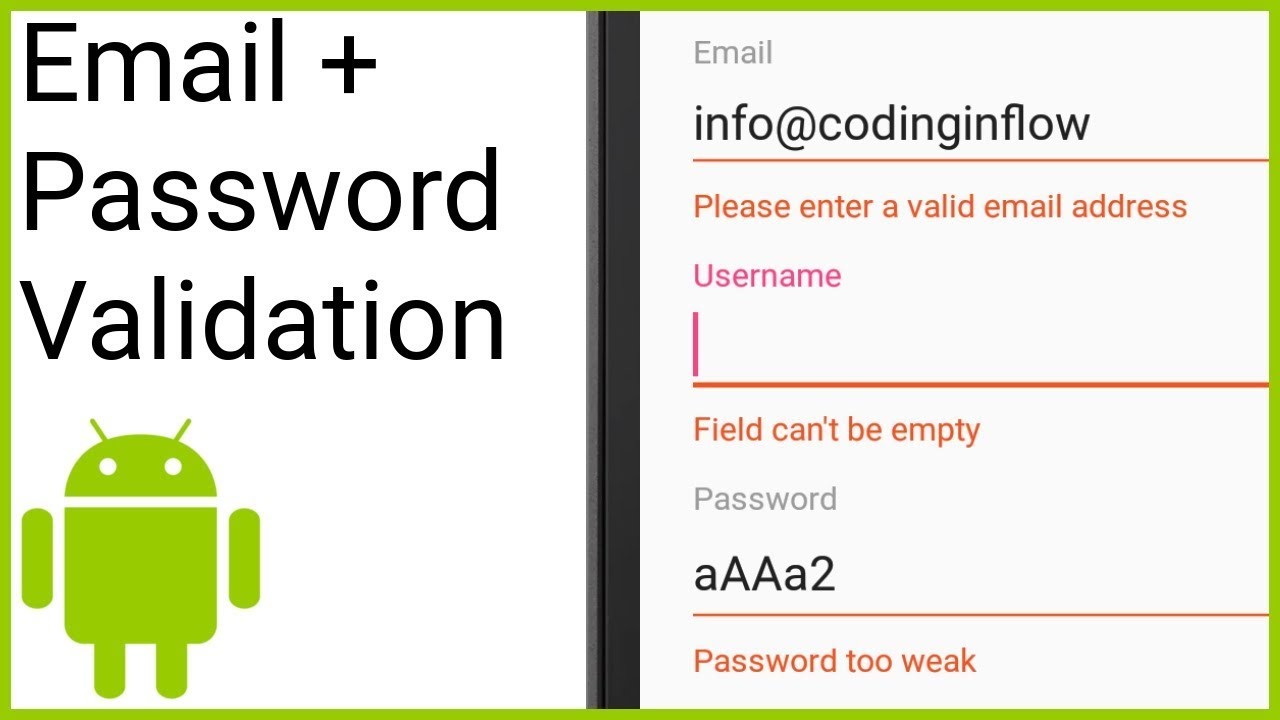 Email +
Password
Validation
Email
info@codinginflow
Please enter a valid email address
Username
Field can't be empty
Password
aAAa2
Password too weak